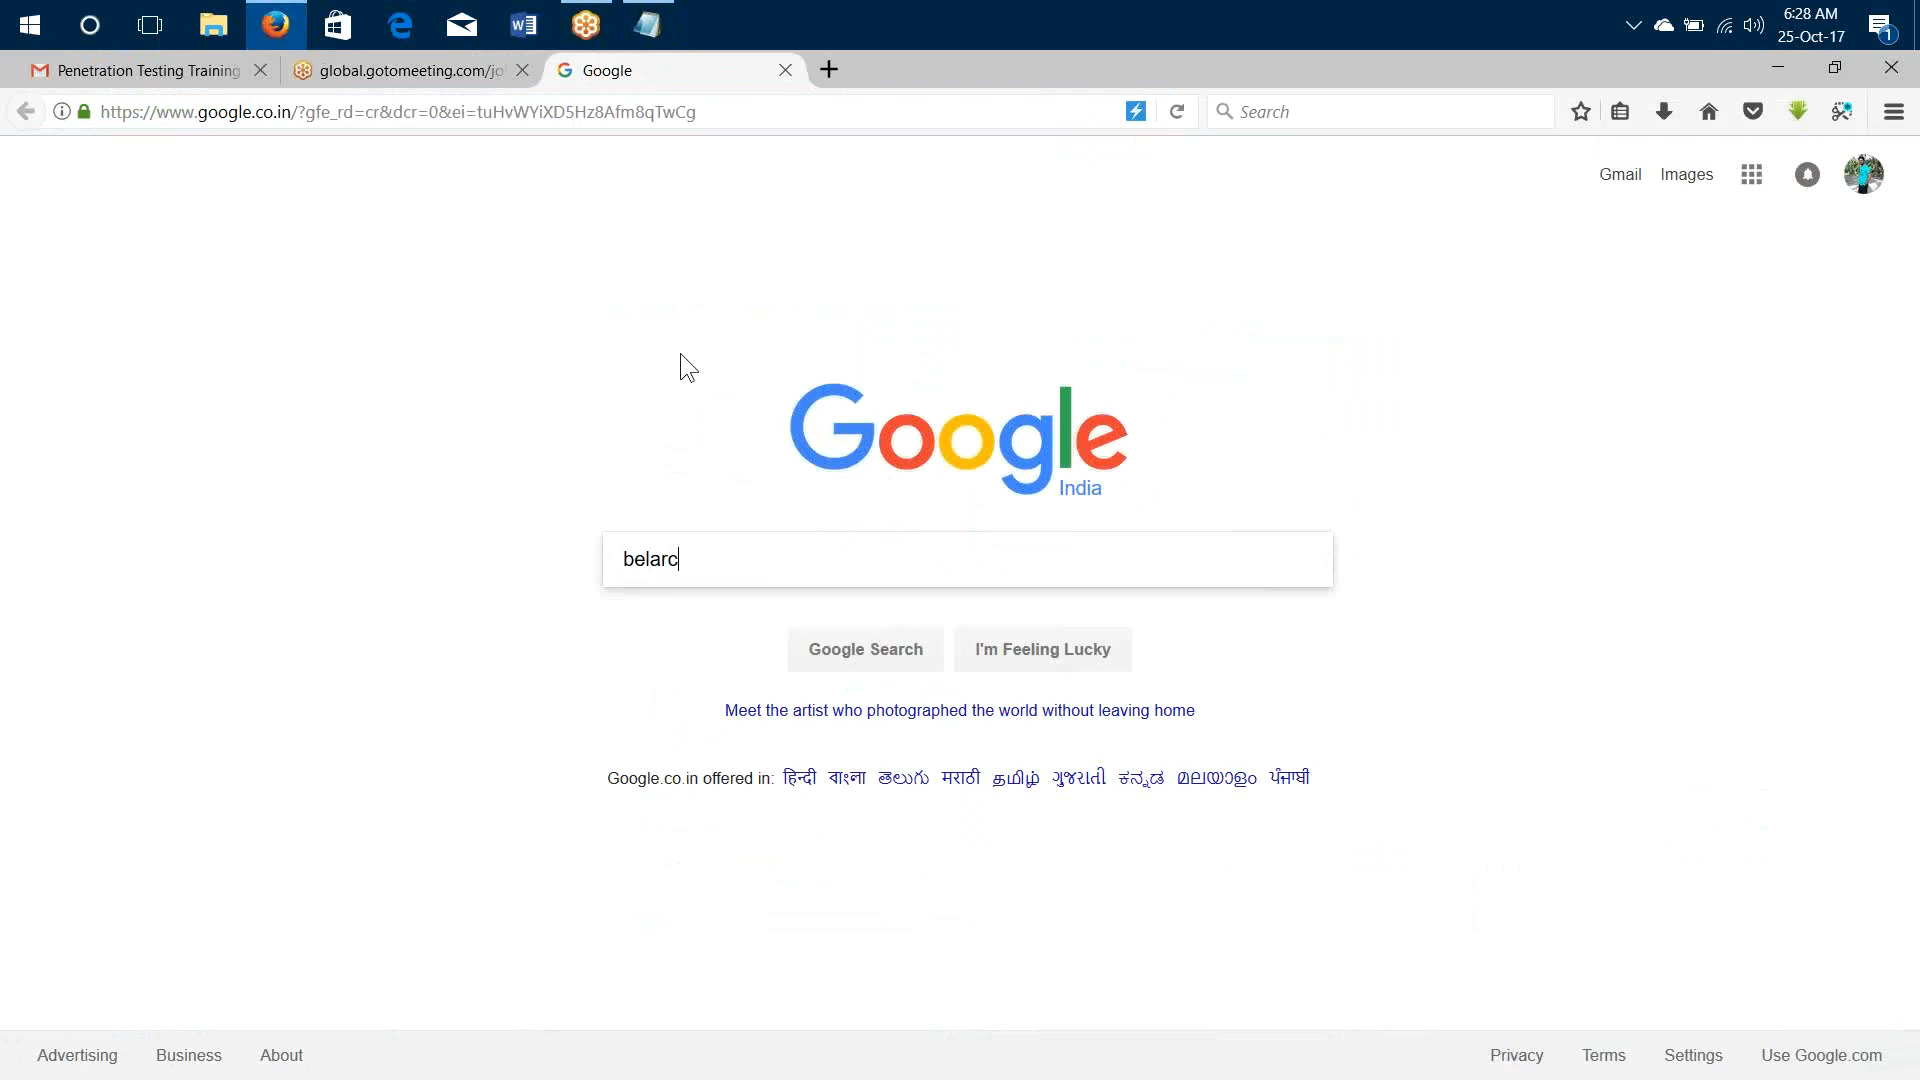 6:28 AM
25-Oct-17
1
Penetration Testing Training
global.gotomeeting.com/jo
Google
https://www.google.co.in/?gfe_rd=cr&dcr=0&ei=tuHvWYiXD5Hz8Afm8qTwCg
Search
Gmail Images
Google
India
belarc
Google Search I'm Feeling Lucky
Meet the artist who photographed the world without leaving home
Google.co.in offered in: हिन्दी বাংলা తెలుగు मराठी தமிழ் ગુજરાતી ಕನ್ನಡ മലയാളം ਪੰਜਾਬੀ
Advertising Business About Privacy Terms Settings Use Google.com